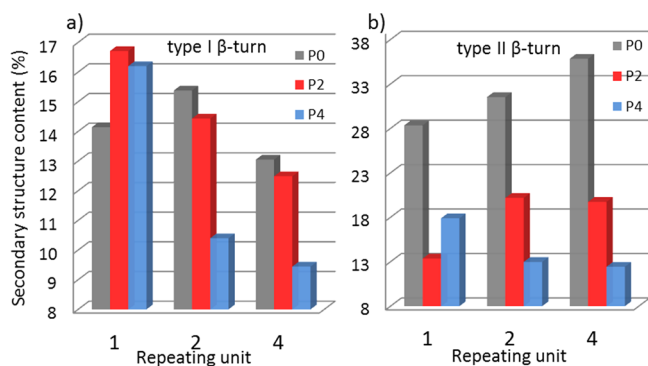 a)
type I β-turn
Secondary structure content (%)
17
16
15
14
13
12
11
10
9
8
P0
P2
P4
1 2 4
Repeating unit
b)
type II β-turn
38
33
28
23
18
13
8
P0
P2
P4
1 2 4
Repeating unit